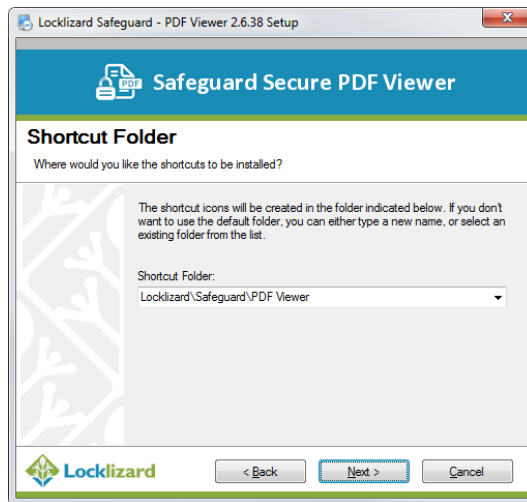 Locklizard Safeguard - PDF Viewer 2.6.38 Setup
PDF
Safeguard Secure PDF Viewer
Shortcut Folder
Where would you like the shortcuts to be installed?
The shortcut icons will be created in the folder indicated below. If you don't
want to use the default folder, you can either type a new name, or select an
existing folder from the list.
Shortcut Folder:
Locklizard\Safeguard\PDF Viewer
Locklizard
< Back
Next >
Cancel